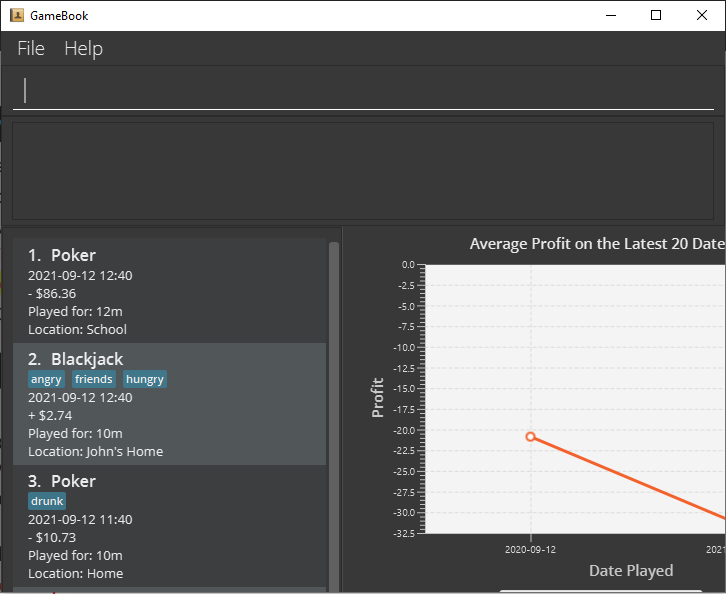 GameBook
File Help
1. Poker
2021-09-12 12:40
- $86.36
Played for: 12m
Location: School
2. Blackjack
angry friends hungry
2021-09-12 12:40
+ $2.74
Played for: 10m
Location: John's Home
3. Poker
drunk
2021-09-12 11:40
- $10.73
Played for: 10m
Location: Home
Average Profit on the Latest 20 Date
Profit
0.0
-2.5
-5.0
-7.5
-10.0
-12.5
-15.0
-17.5
-20.0
-22.5
-25.0
-27.5
-30.0
-32.5
2020-09-12
2021
Date Played